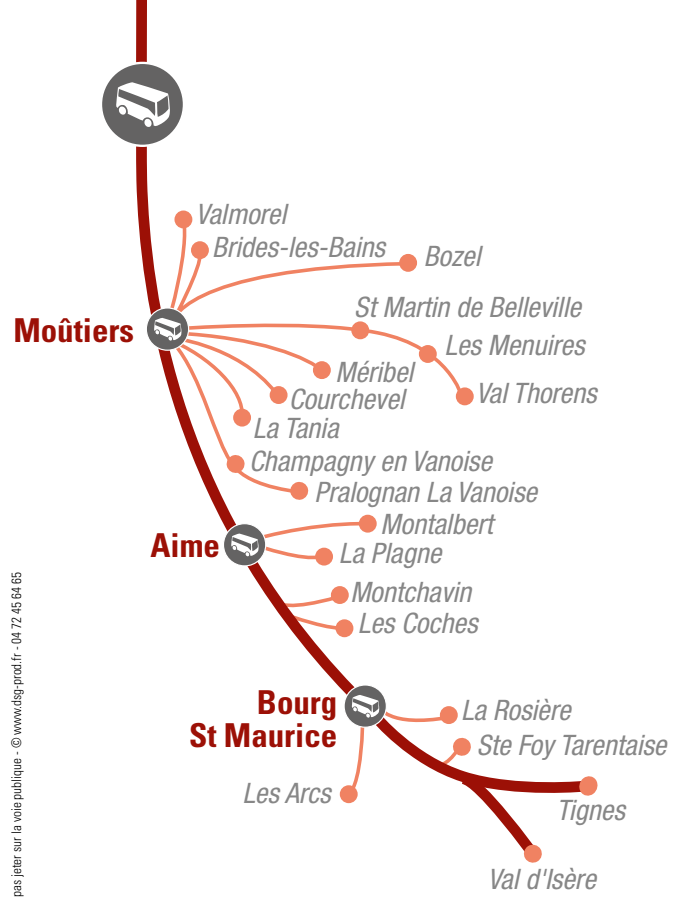 Valmorel
Brides-les-Bains
Bozel
St Martin de Belleville
Moûtiers
Les Menuires
Méribel
Val Thorens
Courchevel
La Tania
Champagny en Vanoise
Pralognan La Vanoise
Montalbert
Aime
La Plagne
Montchavin
Les Coches
Bourg
St Maurice
La Rosière
Ste Foy Tarentaise
Les Arcs
Tignes
Val d'Isère
pas jeter sur la voie publique - © www.dsg-prod.fr - 04 72 45 64 65